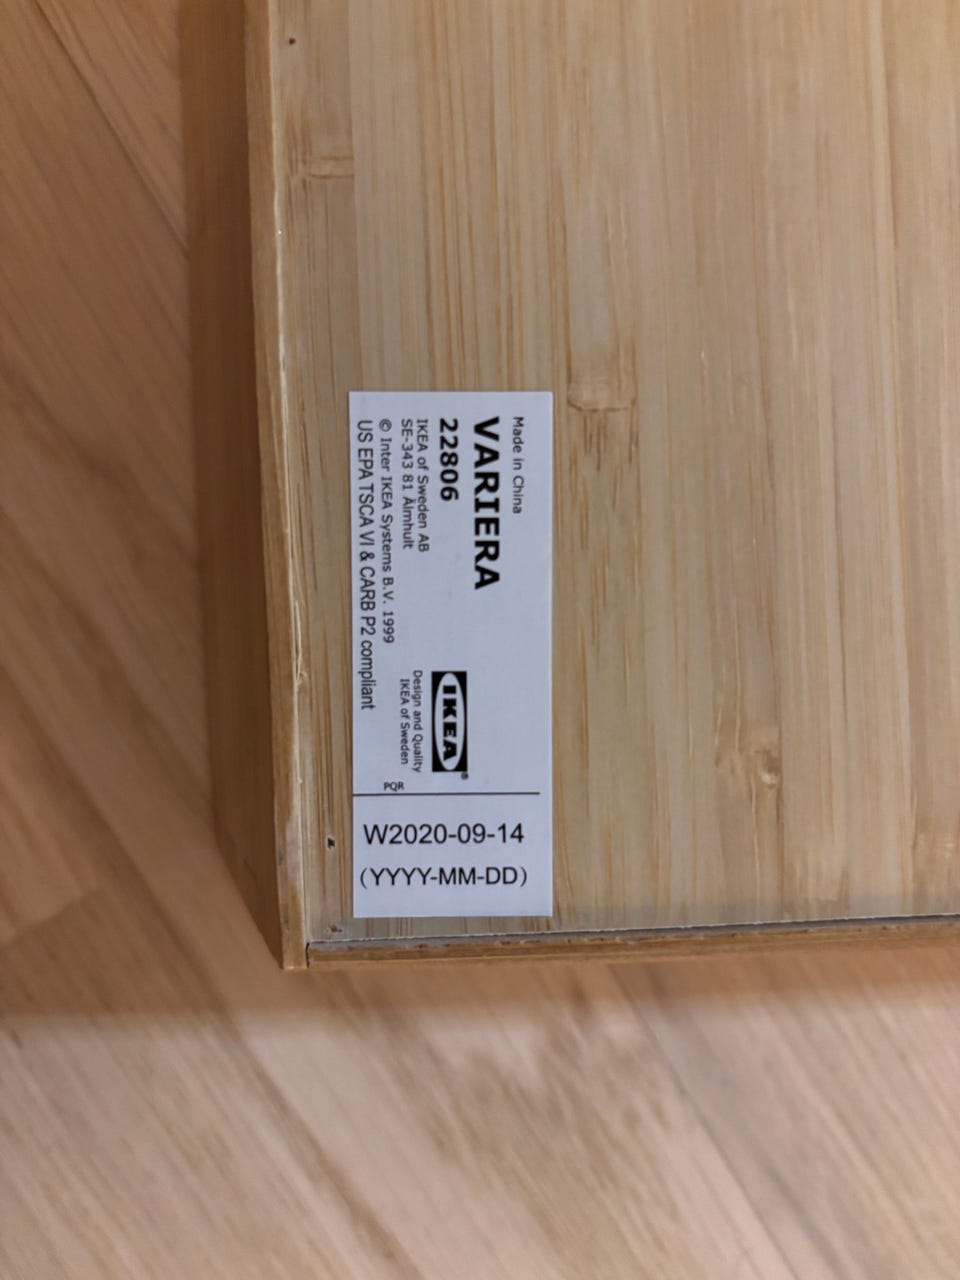 Made in China
VARIERA
22806
IKEA of Sweden AB
SE-343 81 Älmhult
© Inter IKEA Systems B.V. 1999
US EPA TSCA VI & CARB P2 compliant
IKEA®
Design and Quality
IKEA of Sweden
PQR
W2020-09-14
(YYYY-MM-DD)